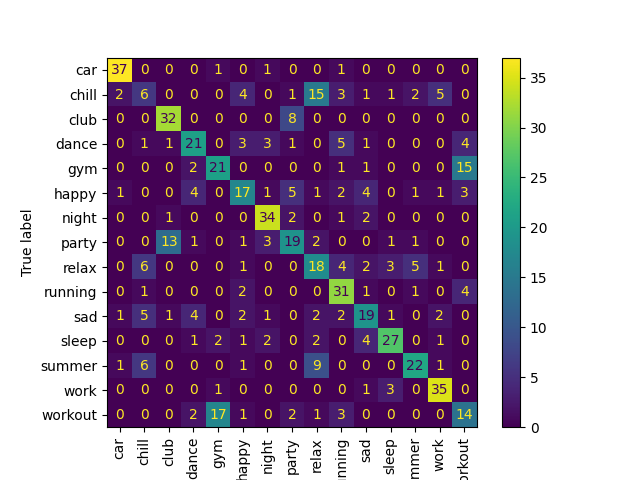 car 37 0 0 0 1 0 1 0 0 1 0 0 0 0 0
chill 2 6 0 0 0 4 0 1 15 3 1 1 2 5 0
club 0 0 32 0 0 0 0 8 0 0 0 0 0 0 0
dance 0 1 1 21 0 3 3 1 0 5 1 0 0 0 4
gym 0 0 0 2 21 0 0 0 0 1 1 0 0 0 15
happy 1 0 0 4 0 17 1 5 1 2 4 0 1 1 3
night 0 0 1 0 0 0 34 2 0 1 2 0 0 0 0
party 0 0 13 1 0 1 3 19 2 0 0 1 1 0 0
relax 0 6 0 0 0 1 0 0 18 4 2 3 5 1 0
running 0 1 0 0 0 2 0 0 0 31 1 0 1 0 4
sad 1 5 1 4 0 2 1 0 2 2 19 1 0 2 0
sleep 0 0 0 1 2 1 2 0 2 0 4 27 0 1 0
summer 1 6 0 0 0 1 0 0 9 0 0 0 22 1 0
work 0 0 0 0 1 0 0 0 0 0 1 3 0 35 0
workout 0 0 0 2 17 1 0 2 1 3 0 0 0 0 14
True label
car
chill
club
dance
gym
happy
night
party
relax
nning
sad
sleep
mmer
work
orkout
35
30
25
20
15
10
5
0